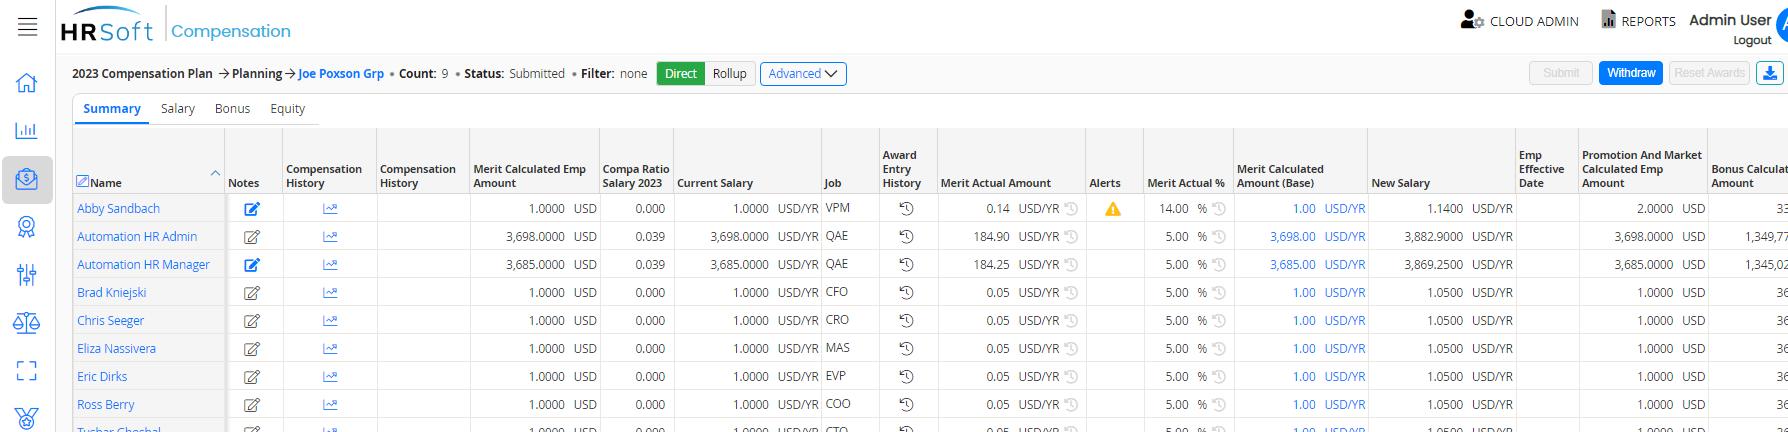 HRSoft Compensation CLOUD ADMIN REPORTS Admin User
Logout
2023 Compensation Plan → Planning → Joe Poxson Grp • Count: 9 • Status: Submitted • Filter: none Direct Rollup Advanced Submit Withdraw Reset Awards
Summary Salary Bonus Equity
Name Notes Compensation History Compensation History Merit Calculated Emp Amount Compa Ratio Salary 2023 Current Salary Job Award Entry History Merit Actual Amount Alerts Merit Actual % Merit Calculated Amount (Base) New Salary Emp Effective Date Promotion And Market Calculated Emp Amount Bonus Calculat Amount
Abby Sandbach 1.0000 USD 0.000 1.0000 USD/YR VPM 0.14 USD/YR 14.00 % 1.00 USD/YR 1.1400 USD/YR 2.0000 USD 33
Automation HR Admin 3,698.0000 USD 0.039 3,698.0000 USD/YR QAE 184.90 USD/YR 5.00 % 3,698.00 USD/YR 3,882.9000 USD/YR 3,698.0000 USD 1,349,77
Automation HR Manager 3,685.0000 USD 0.039 3,685.0000 USD/YR QAE 184.25 USD/YR 5.00 % 3,685.00 USD/YR 3,869.2500 USD/YR 3,685.0000 USD 1,345,02
Brad Kniejski 1.0000 USD 0.000 1.0000 USD/YR CFO 0.05 USD/YR 5.00 % 1.00 USD/YR 1.0500 USD/YR 1.0000 USD 36
Chris Seeger 1.0000 USD 0.000 1.0000 USD/YR CRO 0.05 USD/YR 5.00 % 1.00 USD/YR 1.0500 USD/YR 1.0000 USD 36
Eliza Nassivera 1.0000 USD 0.000 1.0000 USD/YR MAS 0.05 USD/YR 5.00 % 1.00 USD/YR 1.0500 USD/YR 1.0000 USD 36
Eric Dirks 1.0000 USD 0.000 1.0000 USD/YR EVP 0.05 USD/YR 5.00 % 1.00 USD/YR 1.0500 USD/YR 1.0000 USD 36
Ross Berry 1.0000 USD 0.000 1.0000 USD/YR COO 0.05 USD/YR 5.00 % 1.00 USD/YR 1.0500 USD/YR 1.0000 USD 36